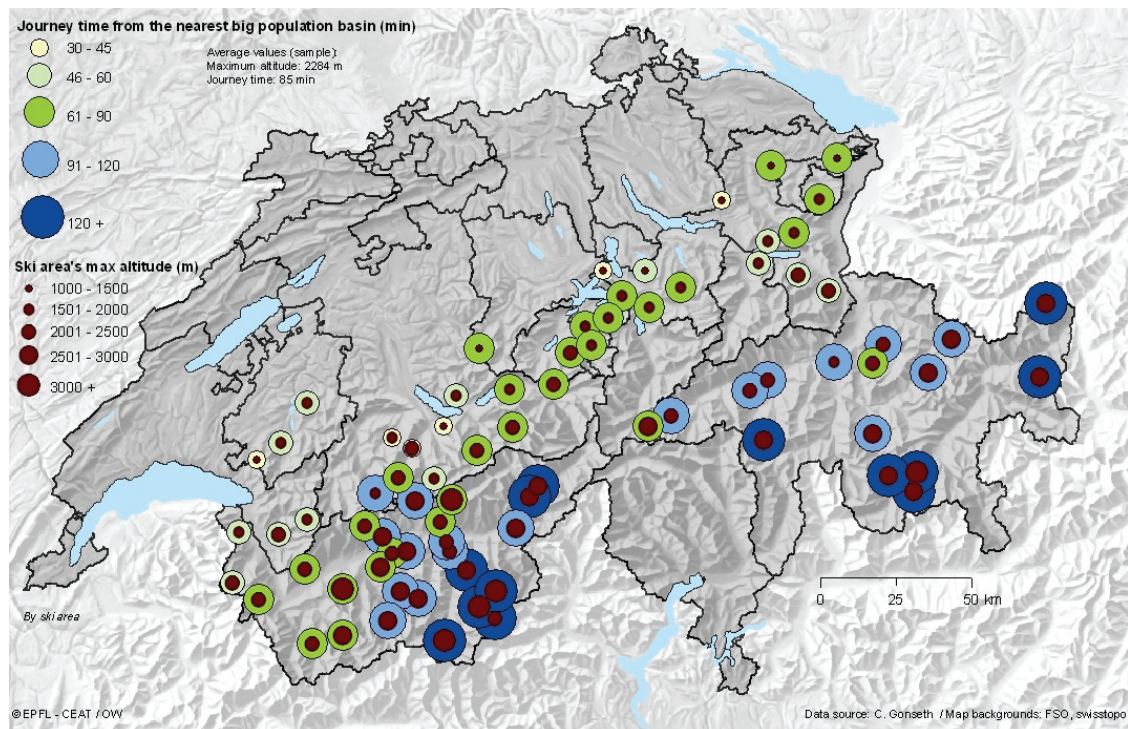 Journey time from the nearest big population basin (min)
30 - 45
46 - 60
61 - 90
91 - 120
120 +
Average values (sample):
Maximum altitude: 2284 m
Journey time: 85 min
Ski area's max altitude (m)
1000 - 1500
1501 - 2000
2001 - 2500
2501 - 3000
3000 +
By ski area
0 25 50 km
©EPFL - CEAT / OW
Data source: C. Gonseth / Map backgrounds: FSO, swisstopo